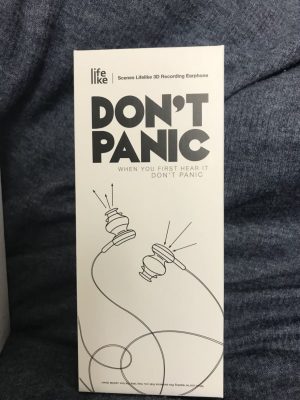 life
like
Scenes Lifelike 3D Recording Earphone
DON'T
PANIC
WHEN YOU FIRST HEAR IT
DON'T PANIC